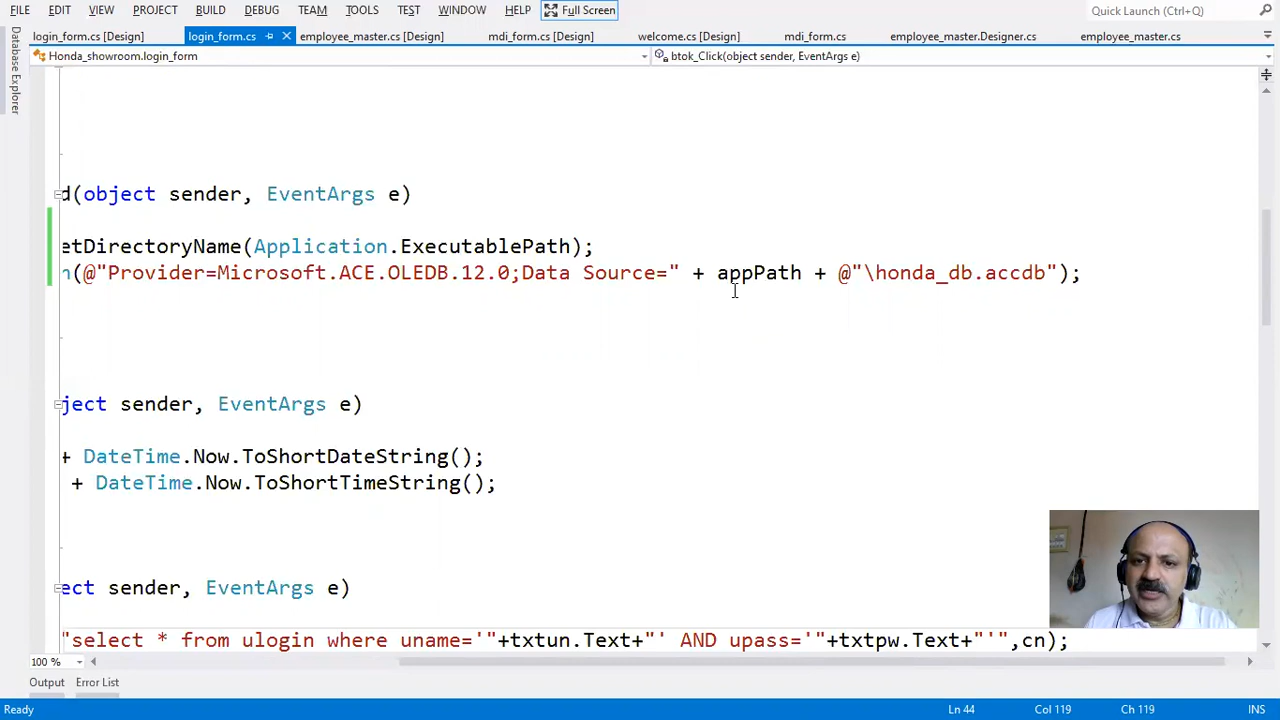 FILE EDIT VIEW PROJECT BUILD DEBUG TEAM TOOLS TEST WINDOW HELP Full Screen Quick Launch (Ctrl+Q)
login_form.cs [Design] login_form.cs employee_master.cs [Design] mdi_form.cs [Design] welcome.cs [Design] mdi_form.cs employee_master.Designer.cs employee_master.cs
Database Explorer
Honda_showroom.login_form btok_Click(object sender, EventArgs e)
d(object sender, EventArgs e)
etDirectoryName(Application.ExecutablePath);
n(@"Provider=Microsoft.ACE.OLEDB.12.0;Data Source=" + appPath + @"\honda_db.accdb");
ject sender, EventArgs e)
+ DateTime.Now.ToShortDateString();
+ DateTime.Now.ToShortTimeString();
ect sender, EventArgs e)
"select * from ulogin where uname='"+txtun.Text+"' AND upass='"+txtpw.Text+"'",cn);
100 %
Output Error List
Ready Ln 44 Col 119 Ch 119 INS